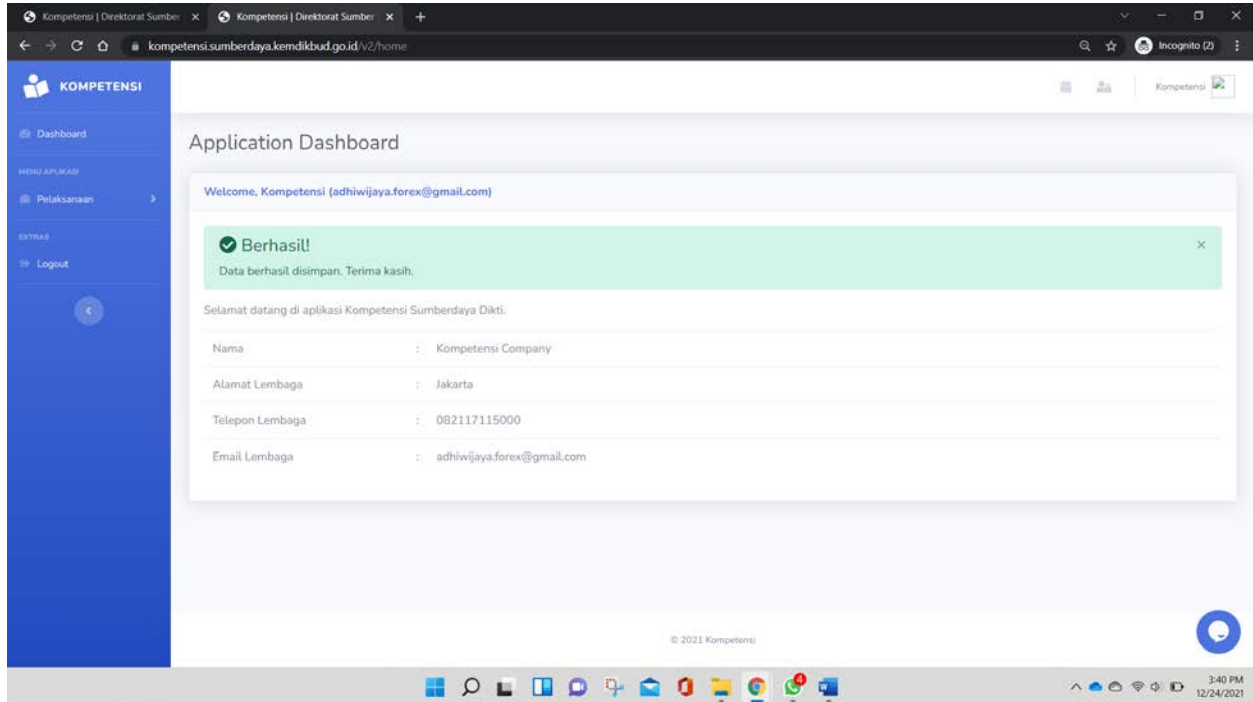 Kompetensi | Direktorat Sumber
Kompetensi | Direktorat Sumber
kompetensi.sumberdaya.kemdikbud.go.id/v2/home
Incognito (2)
KOMPETENSI
Kompetensi
Dashboard
MENU APLIKASI
Pelaksanaan
EXTRAS
Logout
Application Dashboard
Welcome, Kompetensi (adhiwijaya.forex@gmail.com)
Berhasil!
Data berhasil disimpan. Terima kasih.
Selamat datang di aplikasi Kompetensi Sumberdaya Dikti.
Nama : Kompetensi Company
Alamat Lembaga : Jakarta
Telepon Lembaga : 082117115000
Email Lembaga : adhiwijaya.forex@gmail.com
© 2021 Kompetensi
3:40 PM
12/24/2021